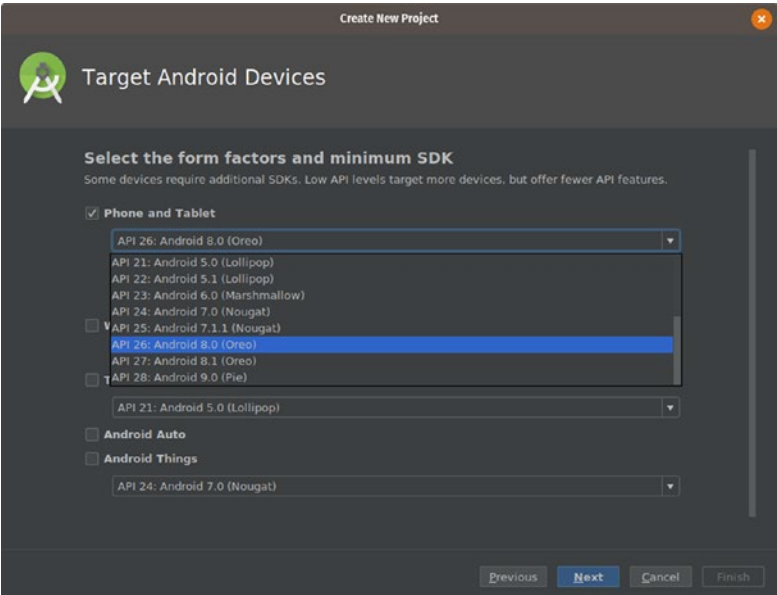 Create New Project
Target Android Devices
Select the form factors and minimum SDK
Some devices require additional SDKs. Low API levels target more devices, but offer fewer API features.
Phone and Tablet
API 26: Android 8.0 (Oreo)
API 21: Android 5.0 (Lollipop)
API 22: Android 5.1 (Lollipop)
API 23: Android 6.0 (Marshmallow)
API 24: Android 7.0 (Nougat)
API 25: Android 7.1.1 (Nougat)
API 26: Android 8.0 (Oreo)
API 27: Android 8.1 (Oreo)
API 28: Android 9.0 (Pie)
API 21: Android 5.0 (Lollipop)
Android Auto
Android Things
API 24: Android 7.0 (Nougat)
Previous Next Cancel Finish